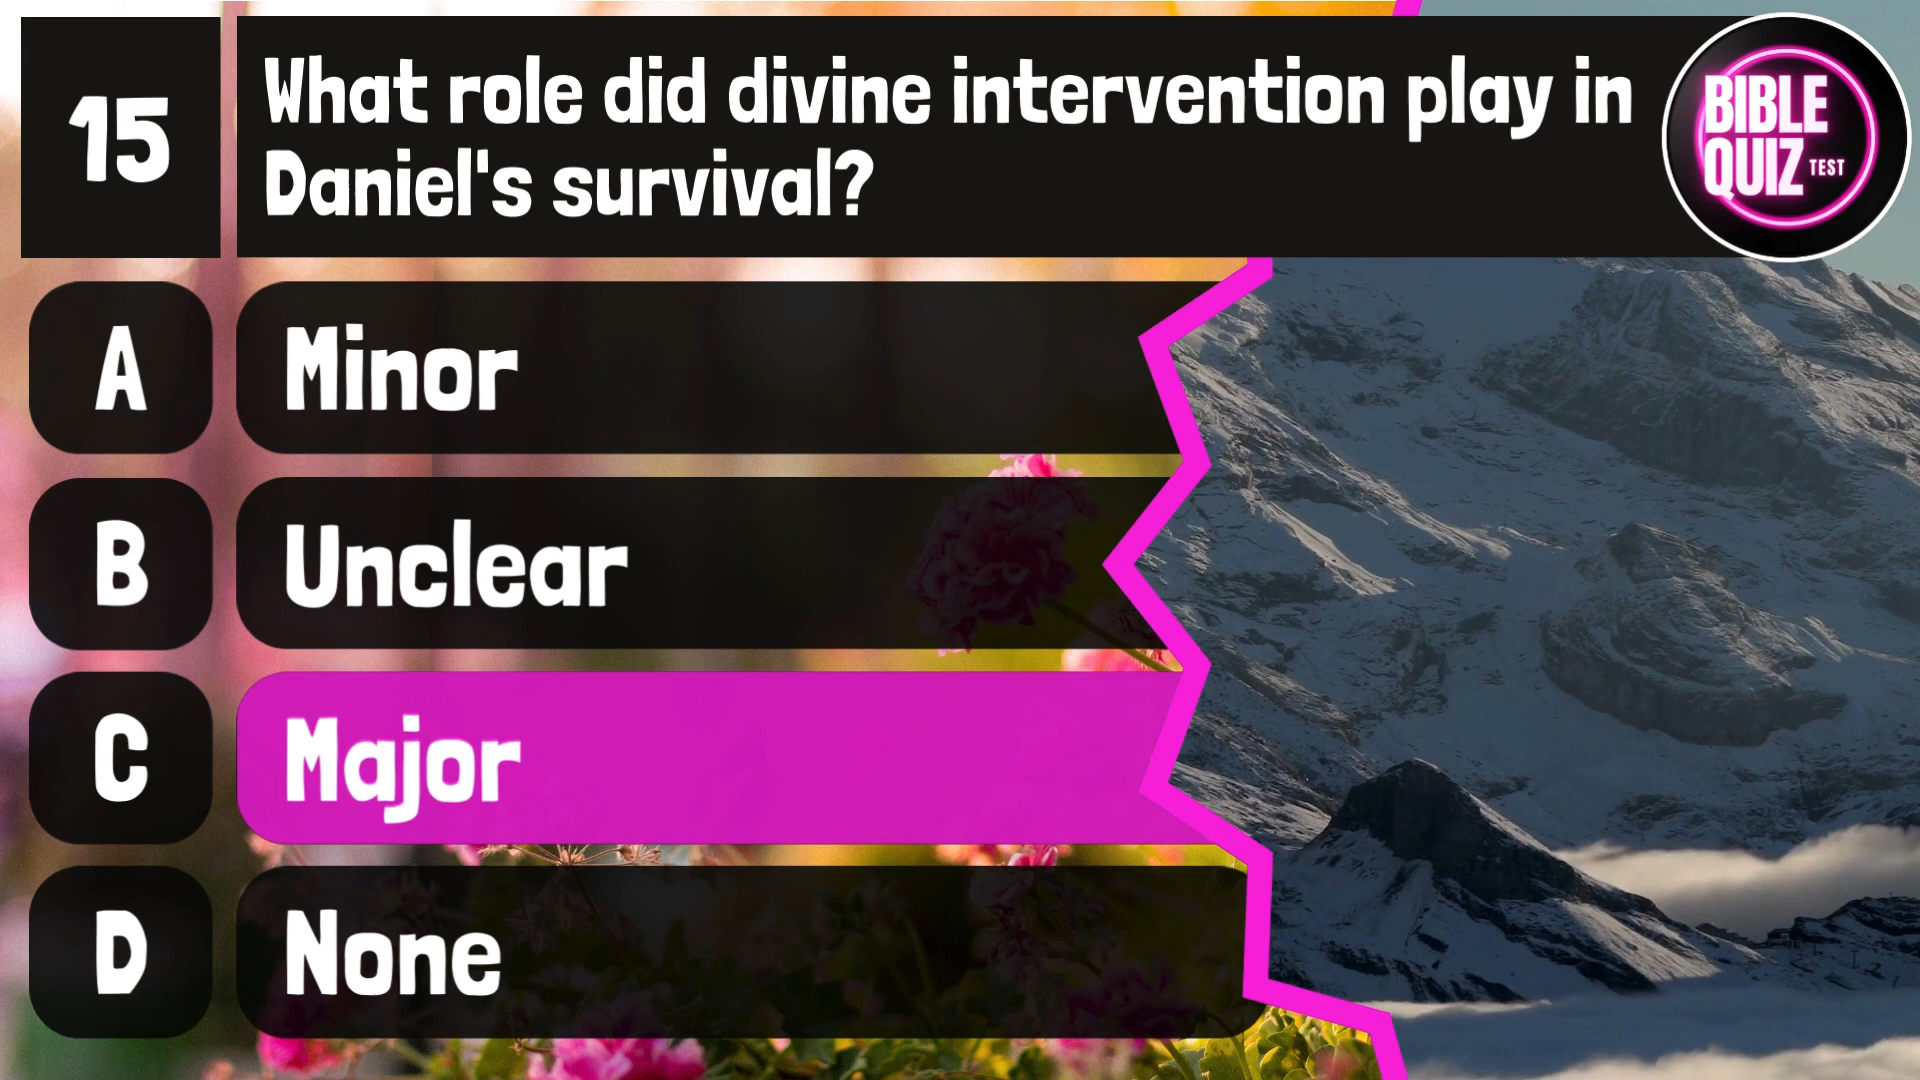 15
What role did divine intervention play in
Daniel's survival?
BIBLE
QUIZ TEST
A
Minor
B
Unclear
C
Major
D
None